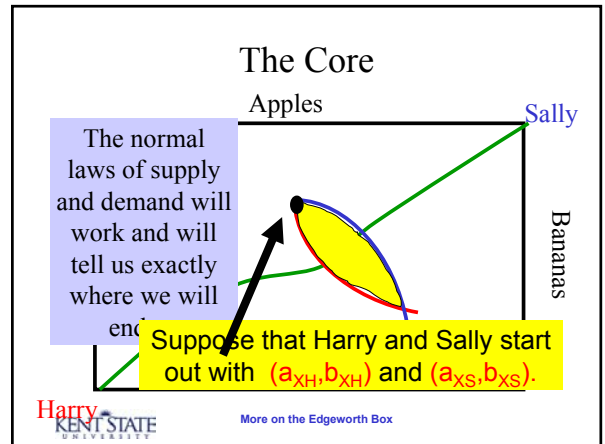 The Core
Apples
Sally
The normal
laws of supply
and demand will
work and will
tell us exactly
where we will
en
Suppose that Harry and Sally start
out with (aXH,bXH) and (aXS,bXS).
Bananas
Harry
KENT STATE
UNIVERSITY
More on the Edgeworth Box